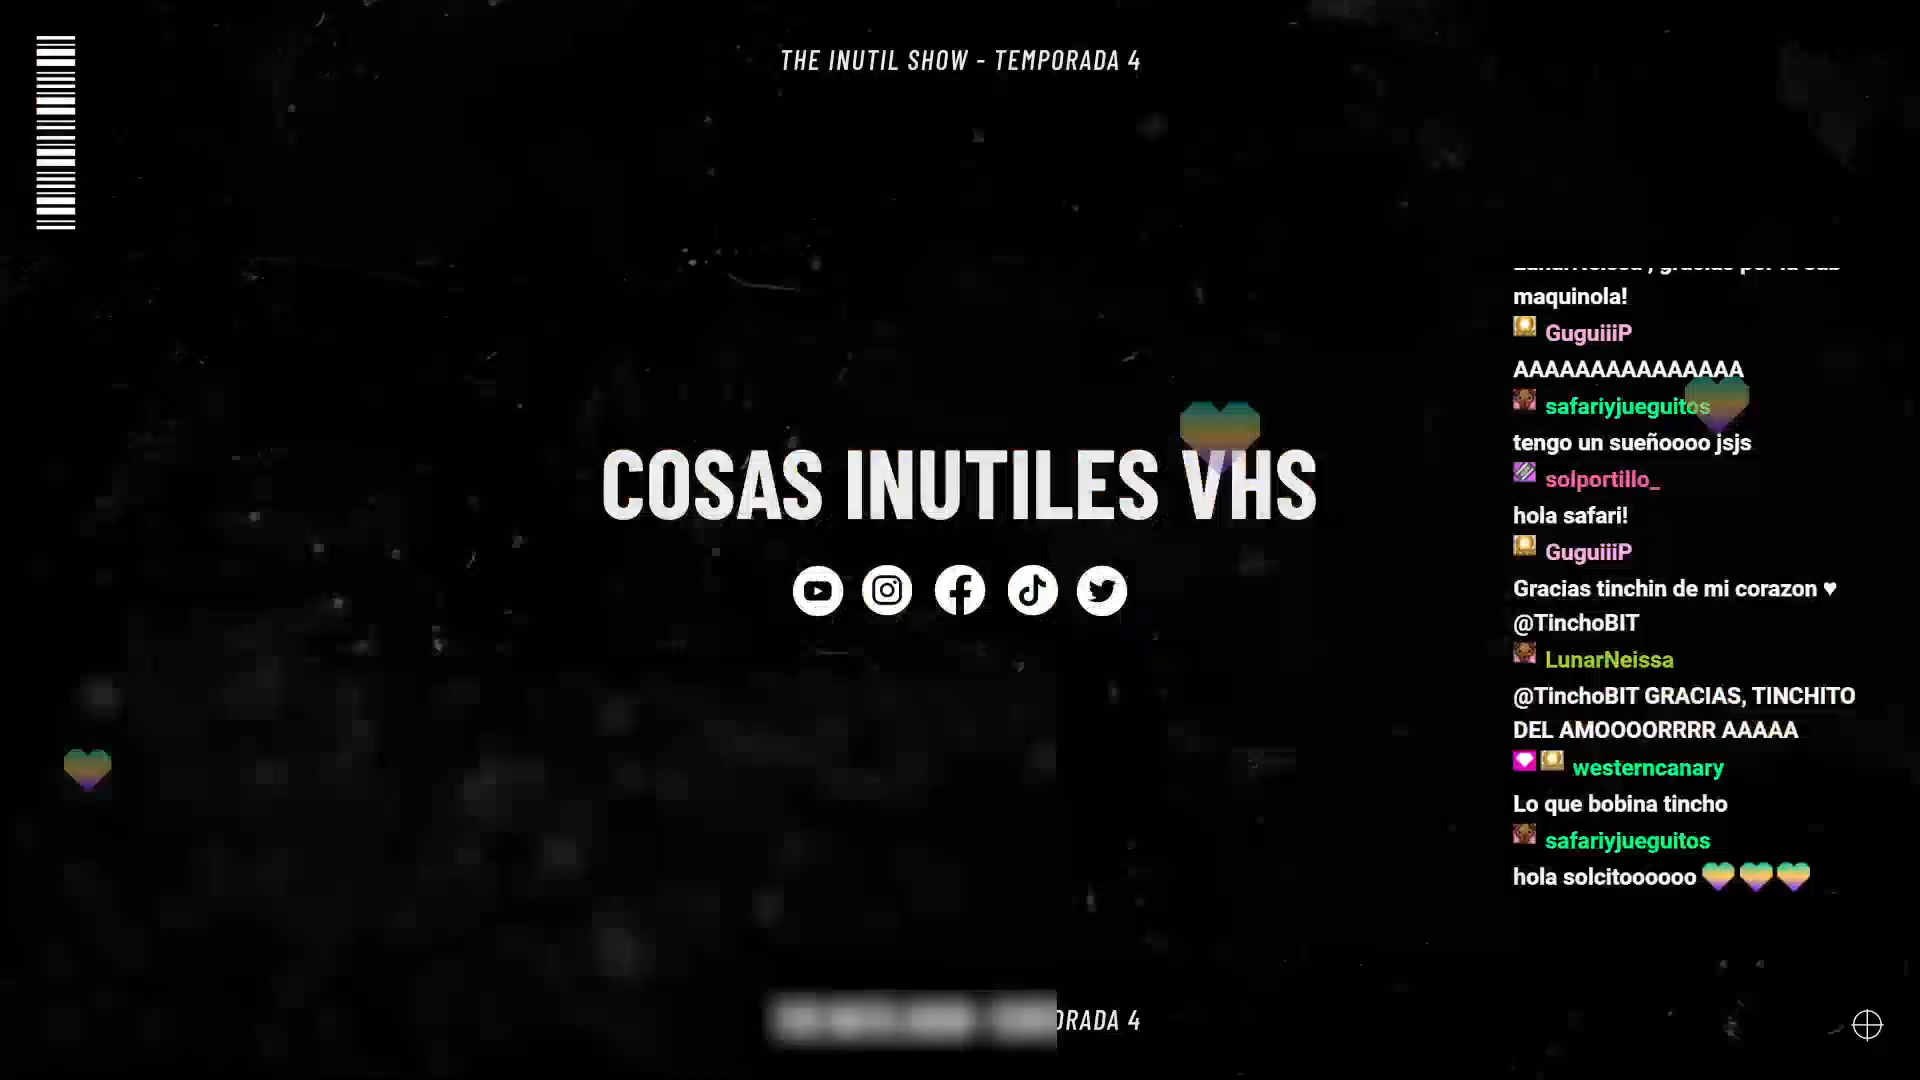 THE INUTIL SHOW - TEMPORADA 4
COSAS INUTILES VHS
maquinola!
GuguiiiP
AAAAAAAAAAAAAAA
safariyjueguitos
tengo un sueñoooo jsjs
solportillo_
hola safari!
GuguiiiP
Gracias tinchin de mi corazon ♥
@TinchoBIT
LunarNeissa
@TinchoBIT GRACIAS, TINCHITO
DEL AMOOOORRRR AAAAA
westerncanary
Lo que bobina tincho
safariyjueguitos
hola solcitoooooo
4